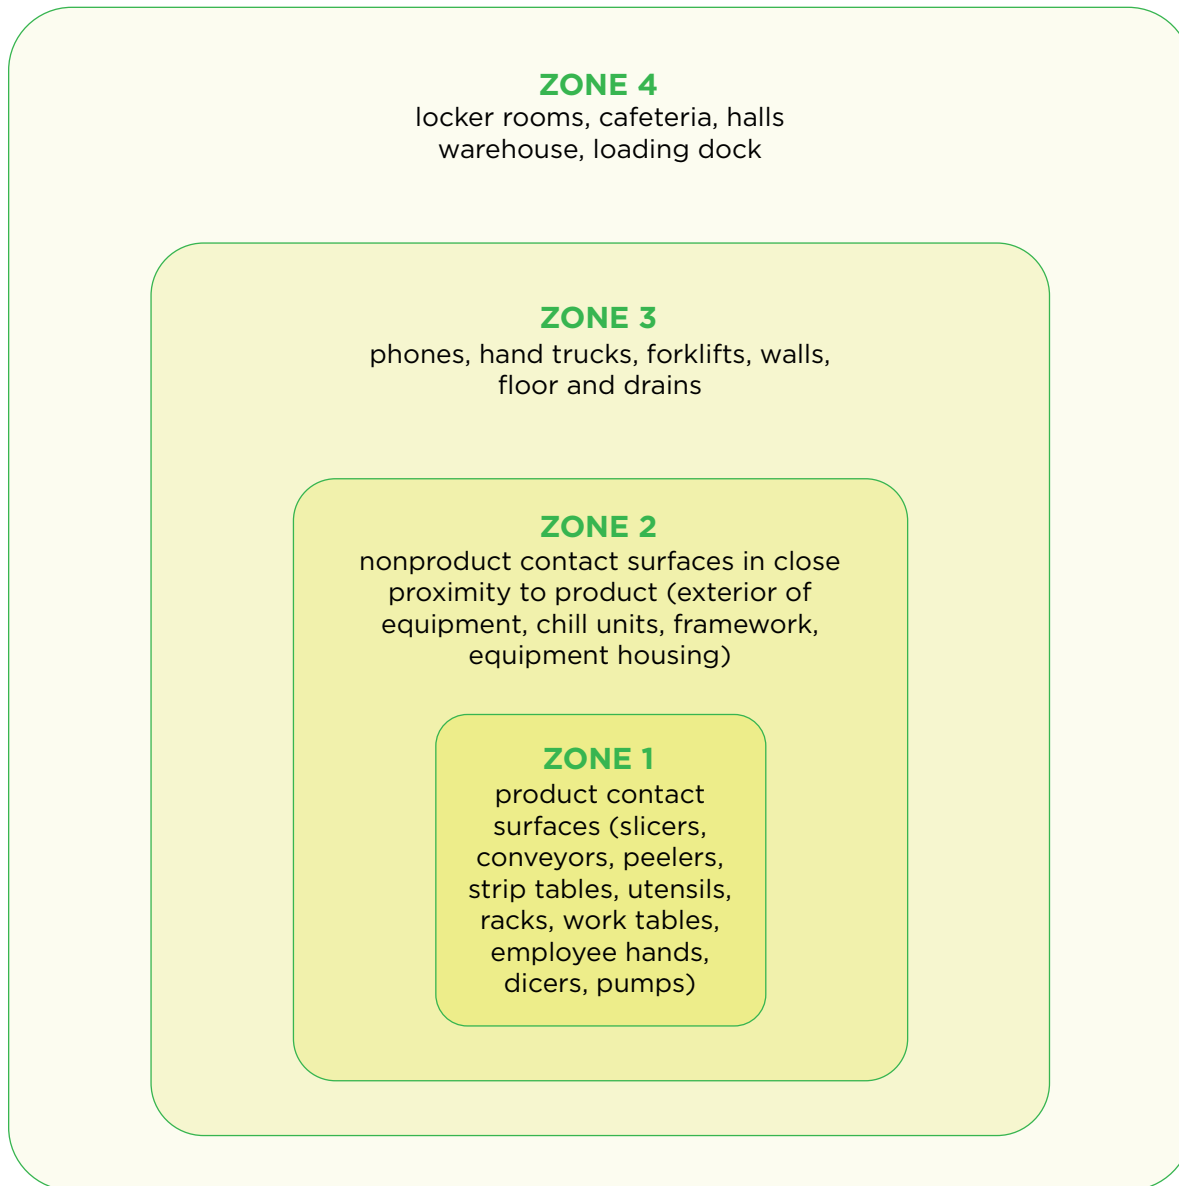 ZONE 4
locker rooms, cafeteria, halls
warehouse, loading dock
ZONE 3
phones, hand trucks, forklifts, walls,
floor and drains
ZONE 2
nonproduct contact surfaces in close
proximity to product (exterior of
equipment, chill units, framework,
equipment housing)
ZONE 1
product contact
surfaces (slicers,
conveyors, peelers,
strip tables, utensils,
racks, work tables,
employee hands,
dicers, pumps)